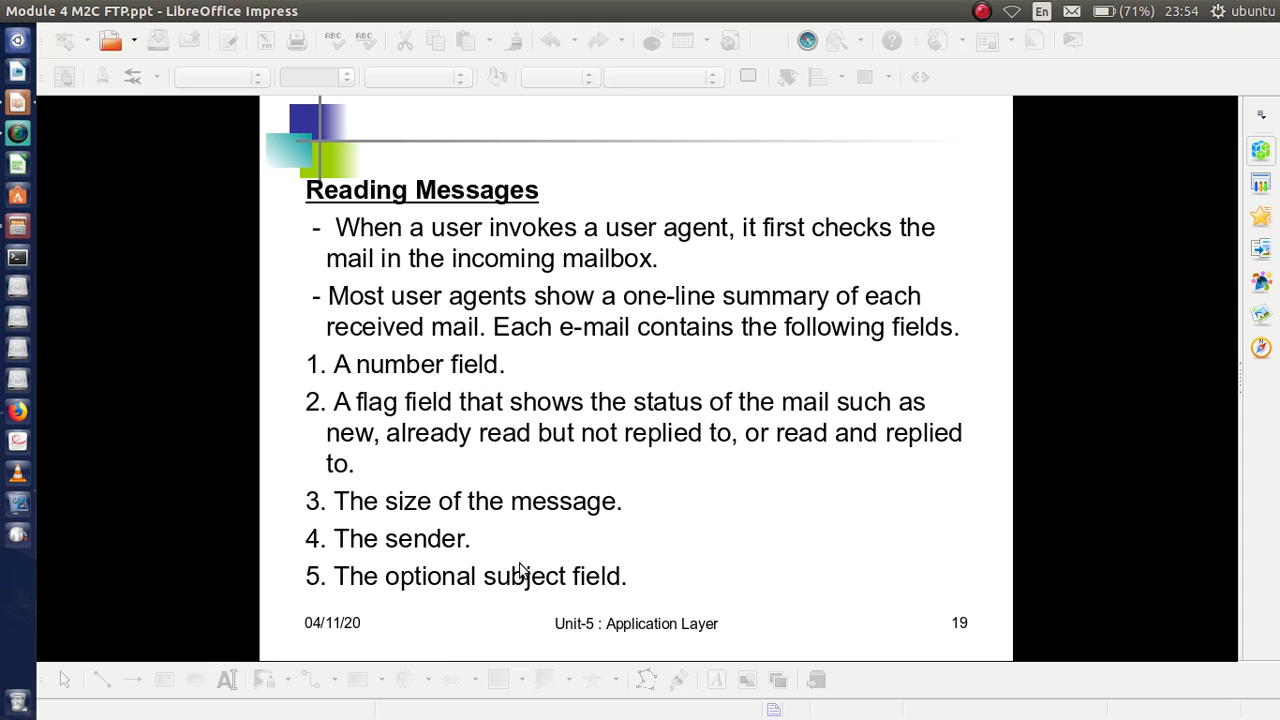 Module 4 M2C FTP.ppt - LibreOffice Impress
En (71%) 23:54 ubuntu
Reading Messages
- When a user invokes a user agent, it first checks the
mail in the incoming mailbox.
- Most user agents show a one-line summary of each
received mail. Each e-mail contains the following fields.
1. A number field.
2. A flag field that shows the status of the mail such as
new, already read but not replied to, or read and replied
to.
3. The size of the message.
4. The sender.
5. The optional subject field.
04/11/20 Unit-5 : Application Layer 19